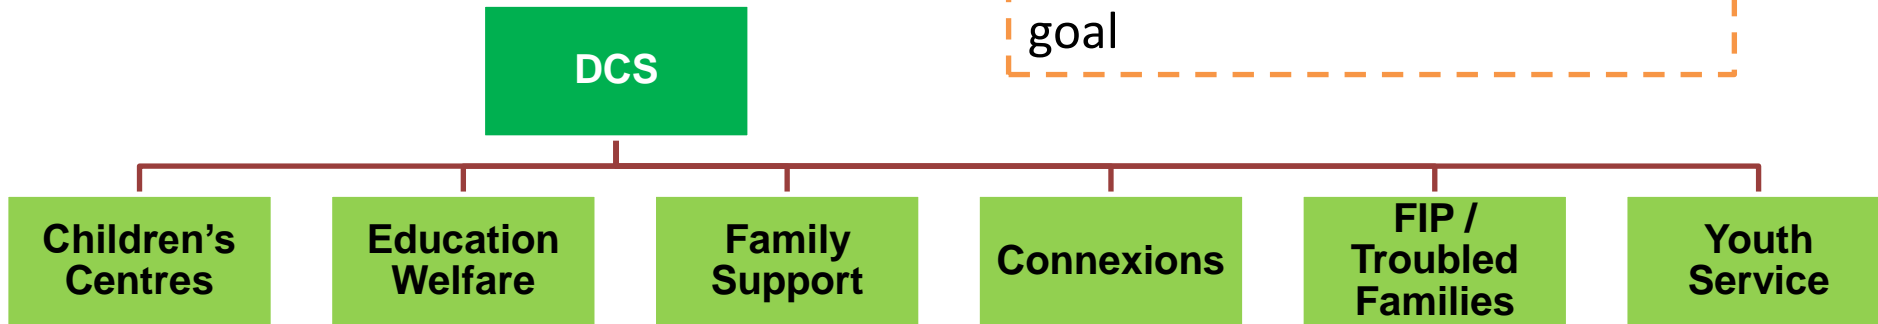 goal
DCS
Children’s
Centres
Education
Welfare
Family
Support
Connexions
FIP /
Troubled
Families
Youth
Service